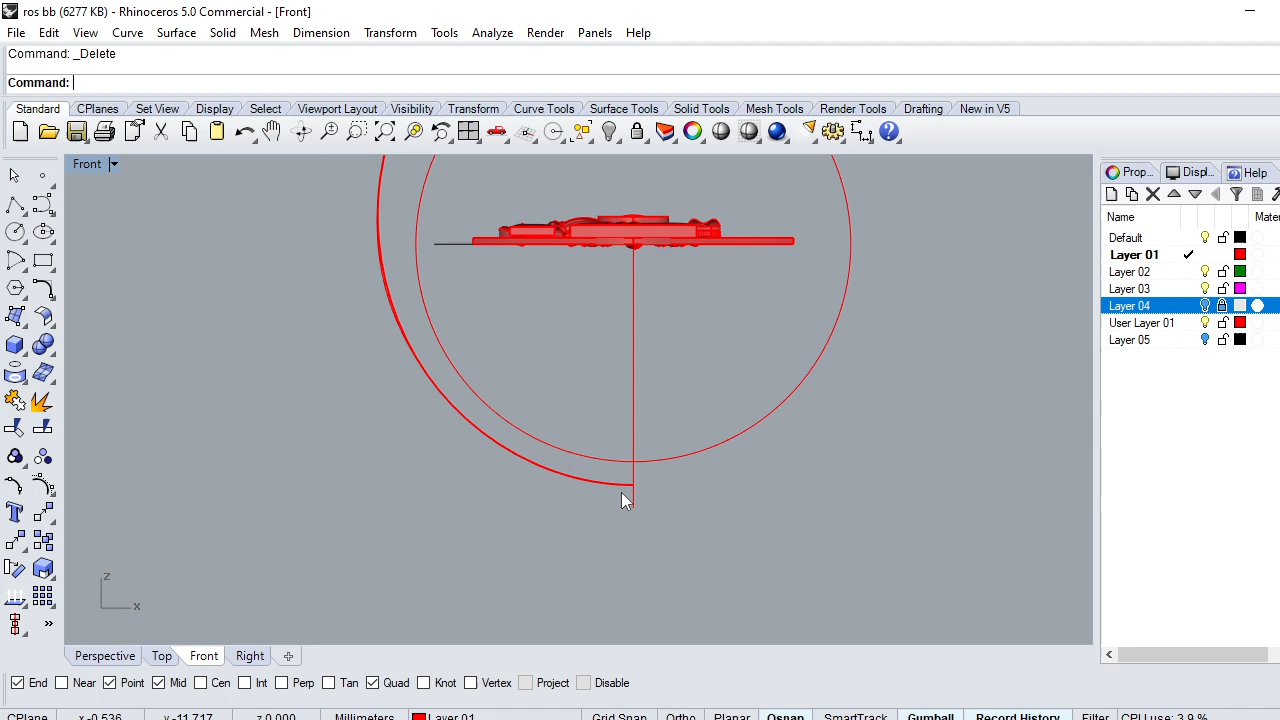 ros bb (6277 KB) - Rhinoceros 5.0 Commercial - [Front]
File Edit View Curve Surface Solid Mesh Dimension Transform Tools Analyze Render Panels Help
Command: _Delete
Command:
Standard CPlanes Set View Display Select Viewport Layout Visibility Transform Curve Tools Surface Tools Solid Tools Mesh Tools Render Tools Drafting New in V5
Front
Prop... Displ... Help
Name Mate
Default
Layer 01
Layer 02
Layer 03
Layer 04
User Layer 01
Layer 05
z
x
Perspective Top Front Right
End Near Point Mid Cen Int Perp Tan Quad Knot Vertex Project Disable
CPlane x -0.536 y -11.717 z 0.000 Millimeters Layer 01 Grid Snap Ortho Planar Osnap SmartTrack Gumball Record History Filter CPU use: 3.9 %